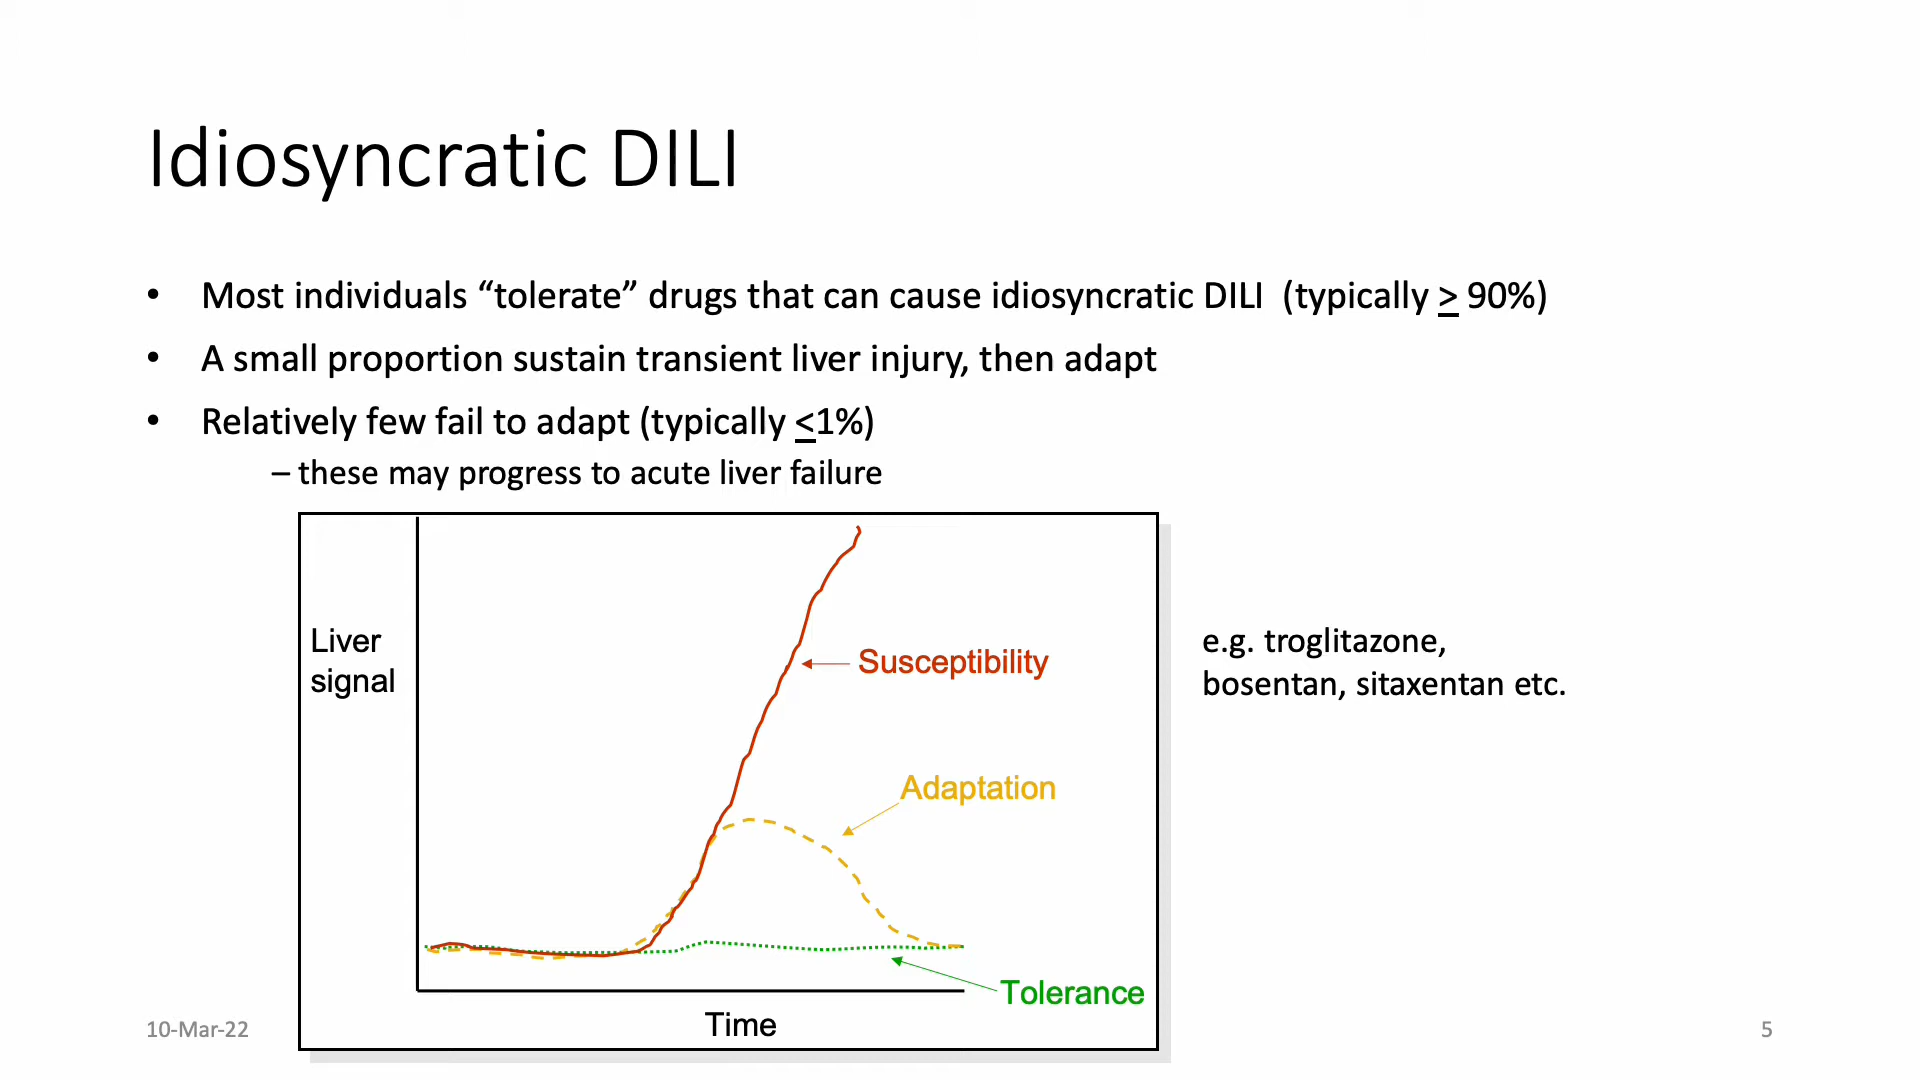 Idiosyncratic DILI
• Most individuals “tolerate” drugs that can cause idiosyncratic DILI (typically ≥ 90%)
• A small proportion sustain transient liver injury, then adapt
• Relatively few fail to adapt (typically ≤1%)
– these may progress to acute liver failure
Liver
signal
Susceptibility
Adaptation
Tolerance
Time
e.g. troglitazone,
bosentan, sitaxentan etc.
10-Mar-22
5